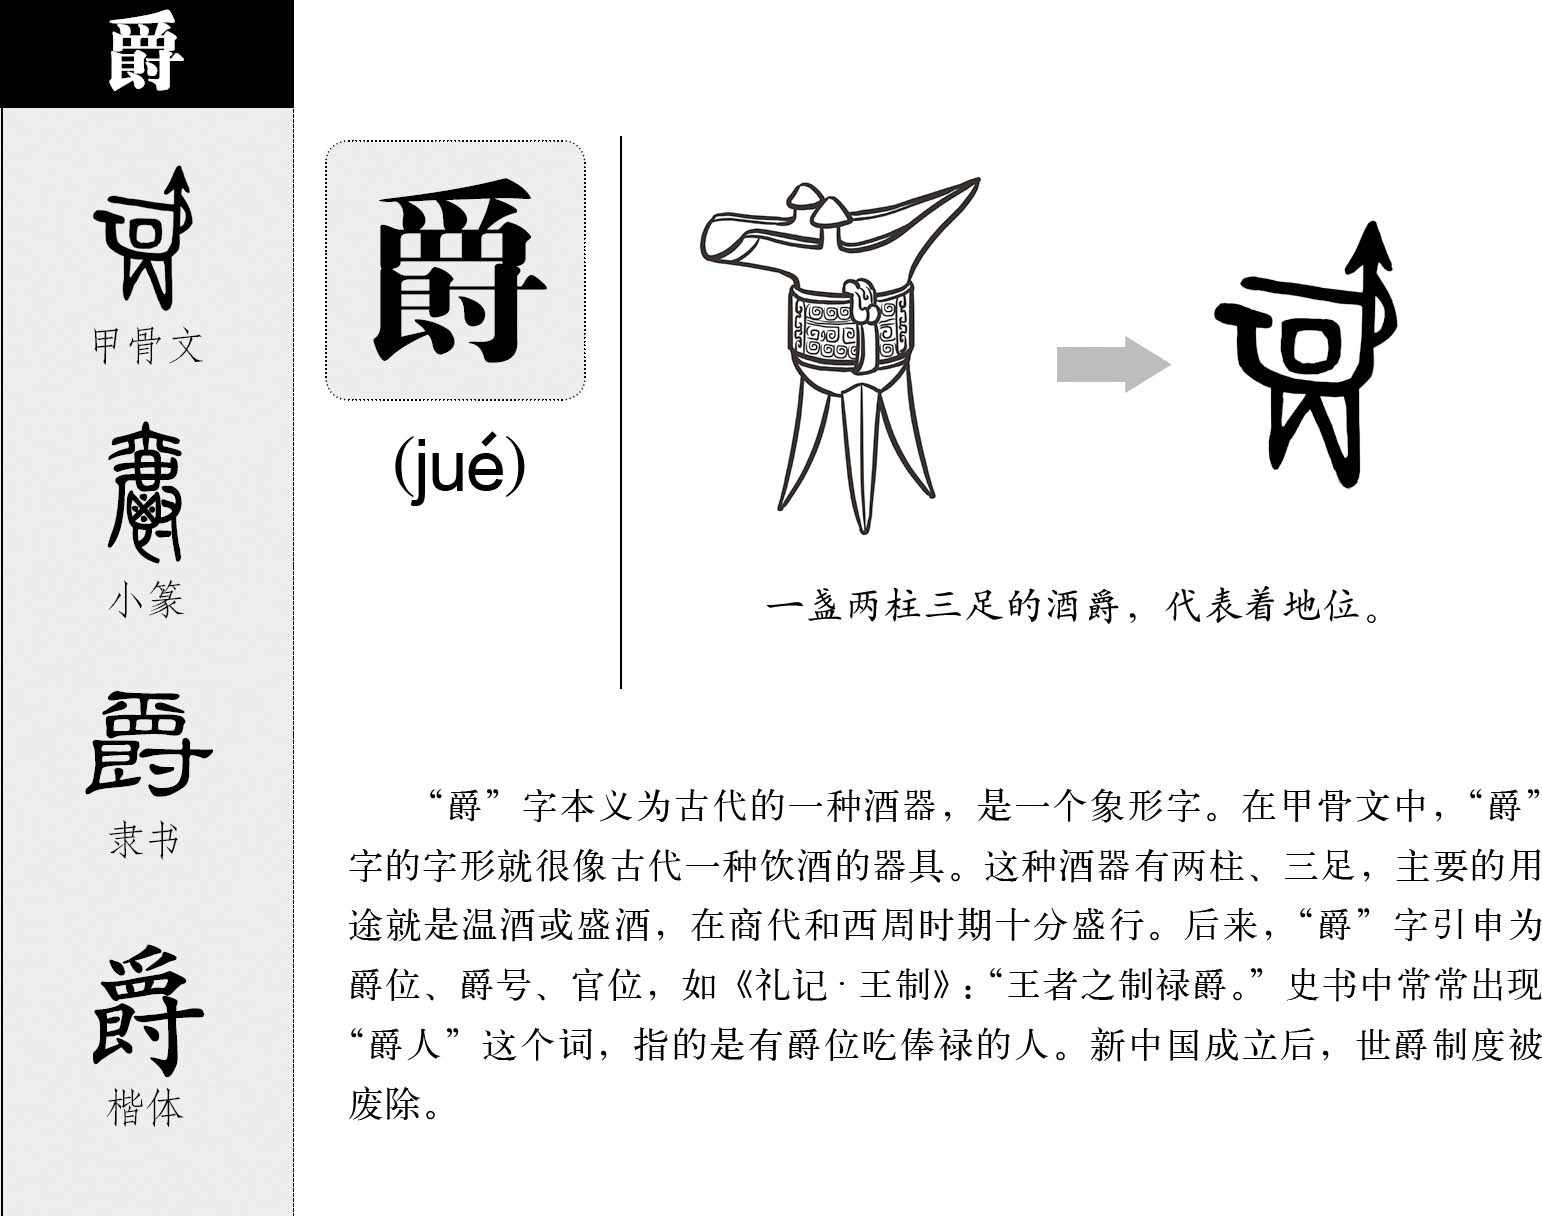 爵
甲骨文
小篆
隶书
楷体
爵
(jué)
一盏两柱三足的酒爵，代表着地位。
“爵”字本义为古代的一种酒器，是一个象形字。在甲骨文中，“爵”
字的字形就很像古代一种饮酒的器具。这种酒器有两柱、三足，主要的用
途就是温酒或盛酒，在商代和西周时期十分盛行。后来，“爵”字引申为
爵位、爵号、官位，如《礼记·王制》：“王者之制禄爵。”史书中常常出现
“爵人”这个词，指的是有爵位吃俸禄的人。新中国成立后，世爵制度被
废除。